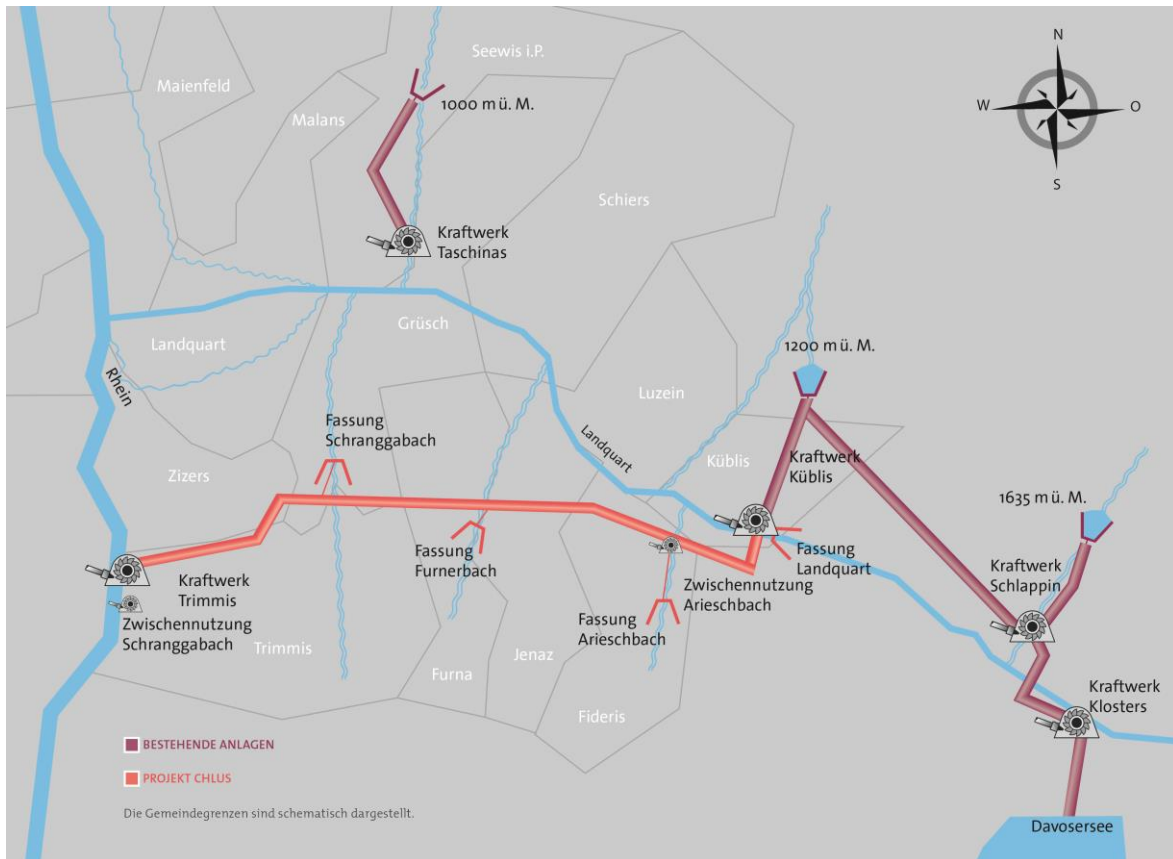 Seewis i.P.
N
Maienfeld
1000 m ü. M.
W
O
Malans
S
Schiers
Kraftwerk
Taschinas
Grüsch
Landquart
1200 m ü. M.
Rhein
Luzein
Fassung
Schranggabach
Landquart
Küblis
Kraftwerk
Küblis
Zizers
1635 m ü. M.
Fassung
Furnerbach
Fassung
Landquart
Kraftwerk
Schlappin
Kraftwerk
Trimmis
Zwischennutzung
Arieschbach
Zwischennutzung
Schranggabach
Fassung
Arieschbach
Trimmis
Jenaz
Furna
Kraftwerk
Klosters
Fideris
BESTEHENDE ANLAGEN
PROJEKT CHLUS
Die Gemeindegrenzen sind schematisch dargestellt.
Davosersee